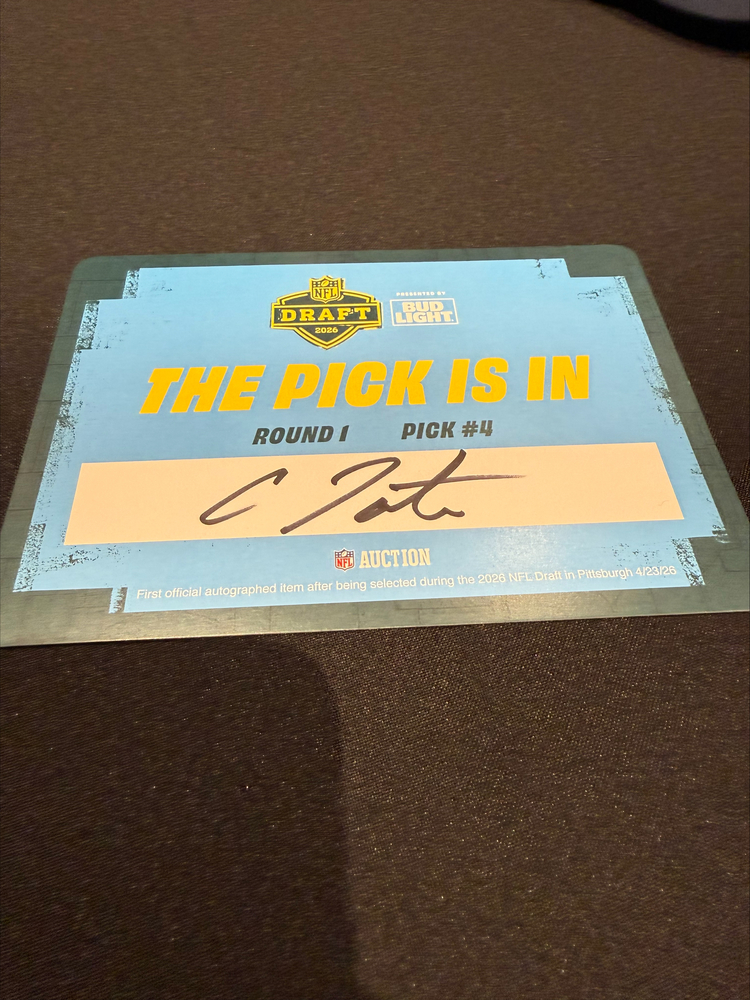 NFL
DRAFT
2026
PRESENTED BY
BUD
LIGHT
THE PICK IS IN
ROUND 1 PICK #4
C Tate
NFL AUCTION
First official autographed item after being selected during the 2026 NFL Draft in Pittsburgh 4/23/26